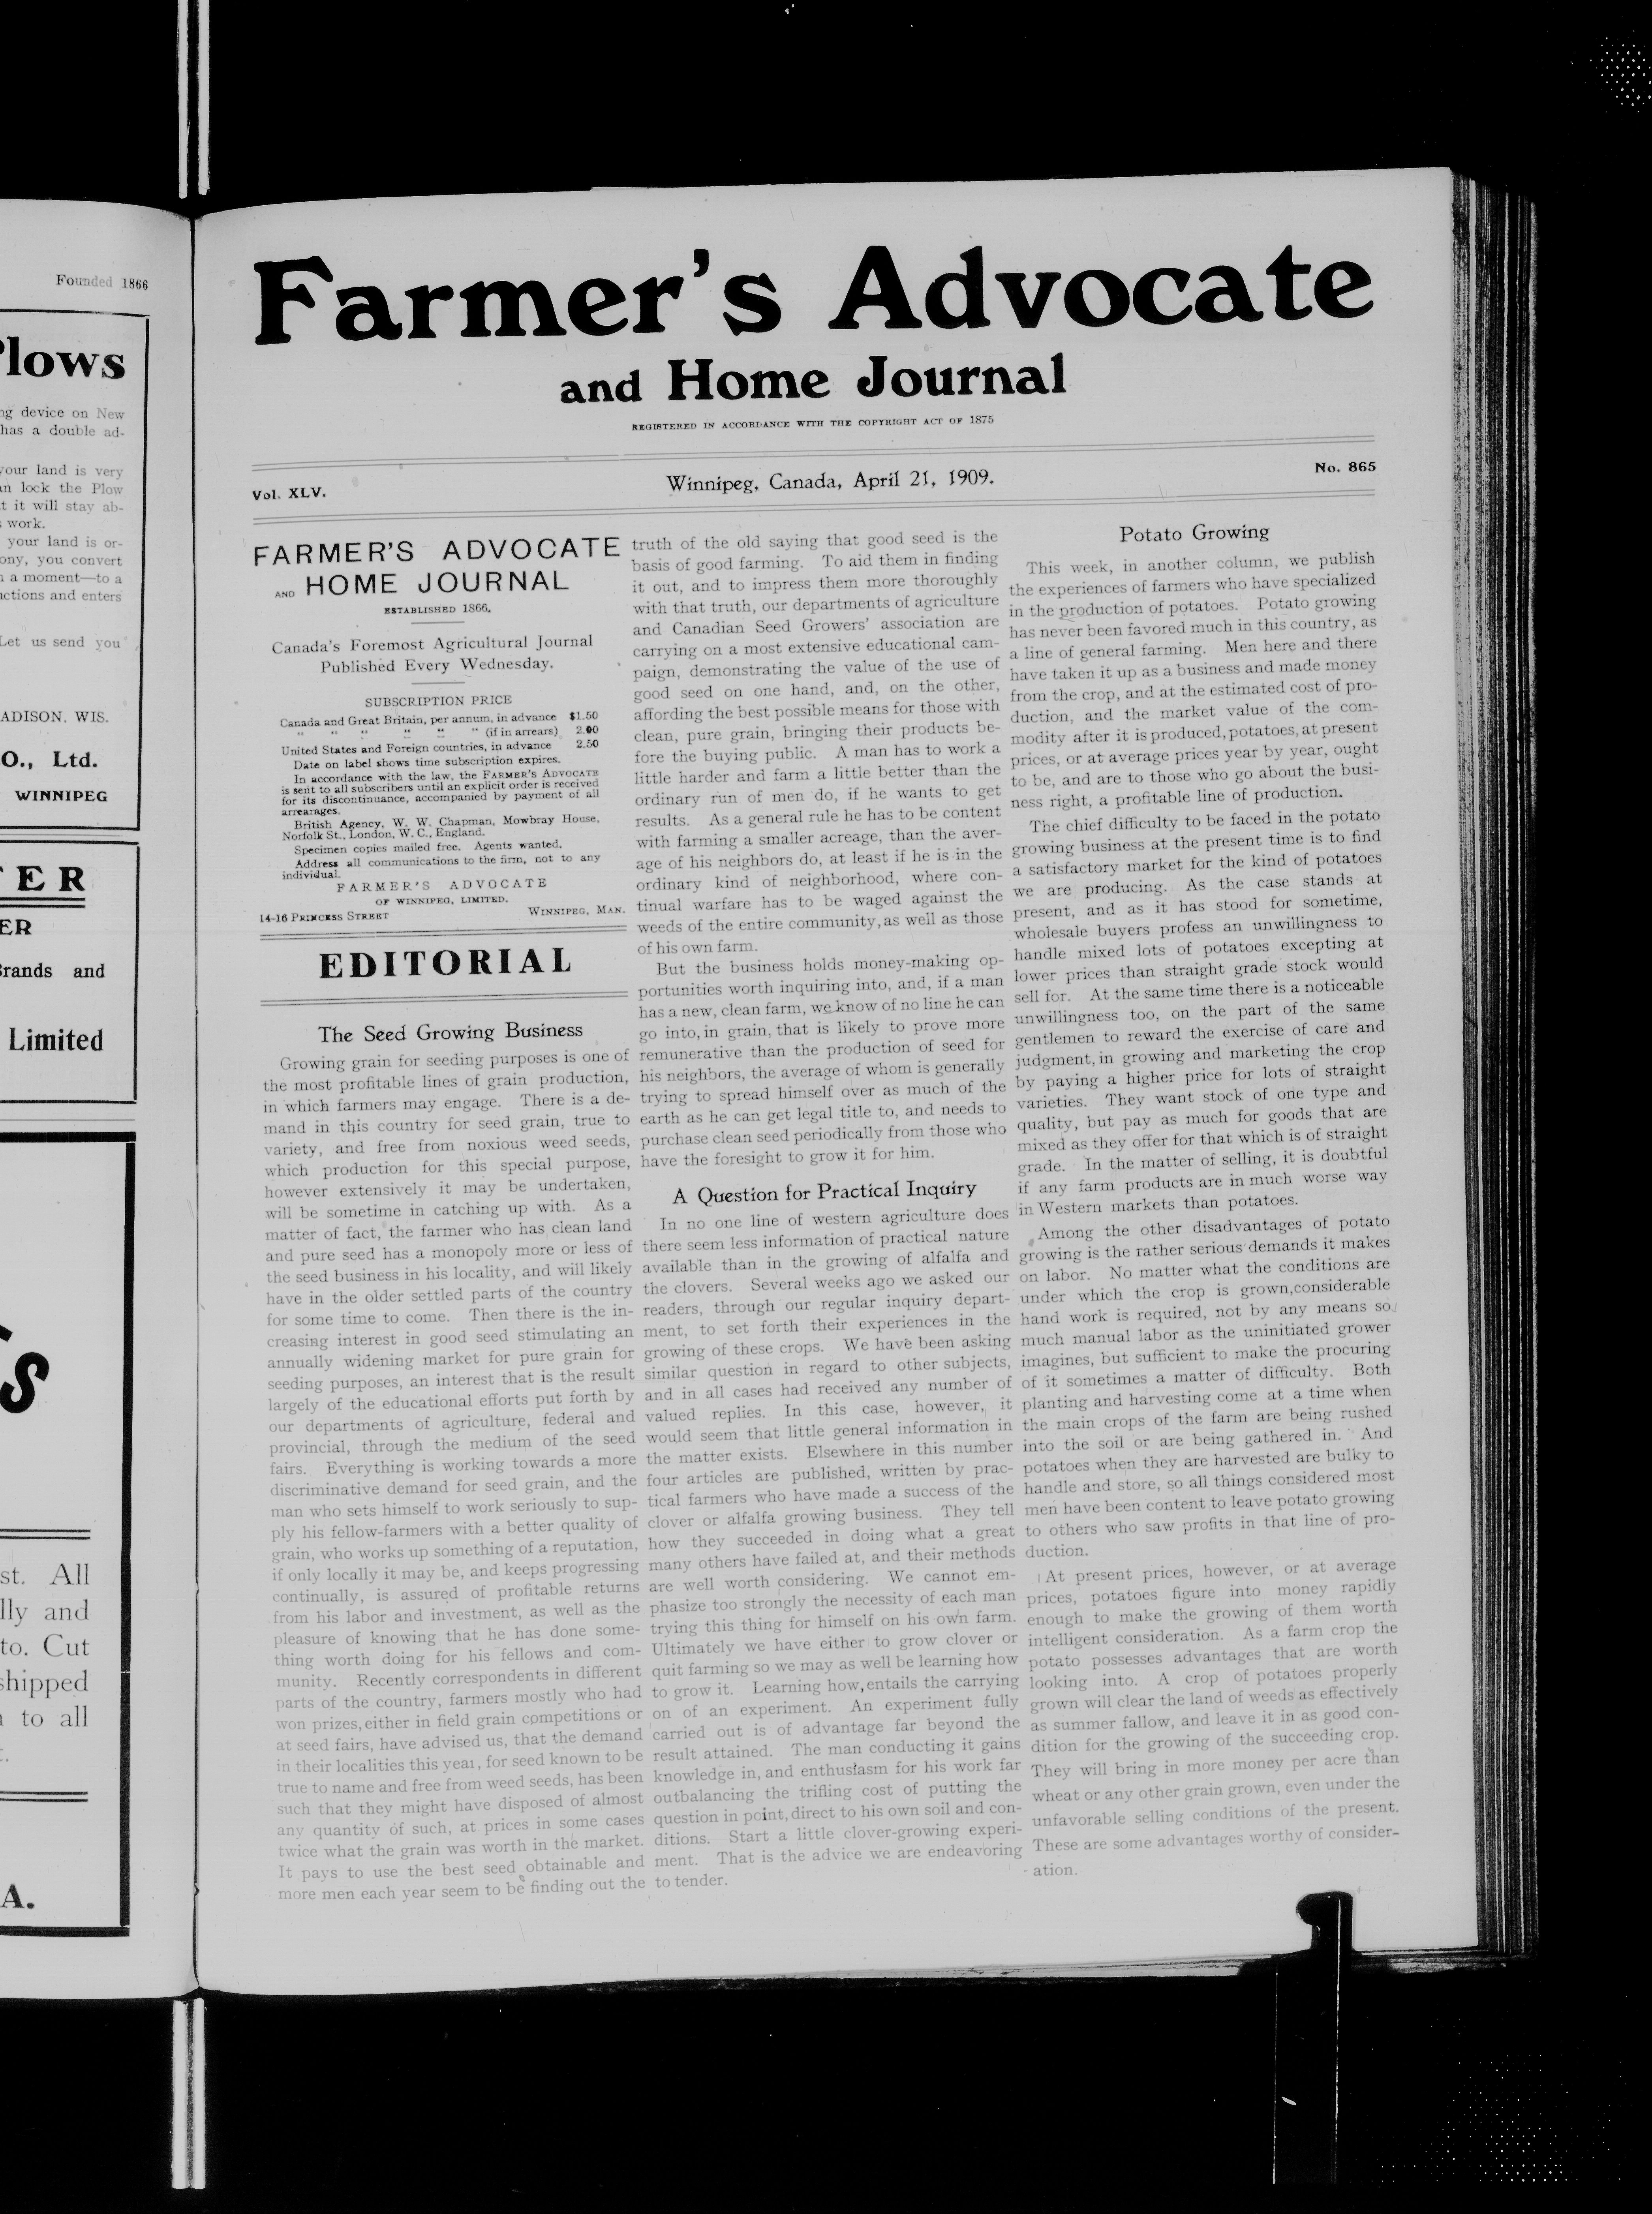 Founded 1866
Plows
ng device on New
has a double ad-
your land is very
an lock the Plow
t it will stay ab-
s work.
your land is or-
ony, you convert
n a moment—to a
uctions and enters
Let us send you
ADISON, WIS.
O., Ltd.
WINNIPEG
TER
ER
Brands and
Limited
s
st. All
lly and
to. Cut
shipped
n to all
t.
A.
Farmer's Advocate
and Home Journal
REGISTERED IN ACCORDANCE WITH THE COPYRIGHT ACT OF 1875
Vol. XLV.
Winnipeg, Canada, April 21, 1909.
No. 865
FARMER'S ADVOCATE
AND HOME JOURNAL
ESTABLISHED 1866.
Canada's Foremost Agricultural Journal
Published Every Wednesday.
SUBSCRIPTION PRICE
Canada and Great Britain, per annum, in advance $1.50
" " " " " " (if in arrears) 2.00
United States and Foreign countries, in advance 2.50
Date on label shows time subscription expires.
In accordance with the law, the FARMER'S ADVOCATE
is sent to all subscribers until an explicit order is received
for its discontinuance, accompanied by payment of all
arrearages.
British Agency, W. W. Chapman, Mowbray House,
Norfolk St., London, W. C., England.
Specimen copies mailed free. Agents wanted.
Address all communications to the firm, not to any
individual.
FARMER'S ADVOCATE
OF WINNIPEG, LIMITED.
14-16 PRINCESS STREET WINNIPEG, MAN.
EDITORIAL
The Seed Growing Business
Growing grain for seeding purposes is one of
the most profitable lines of grain production,
in which farmers may engage. There is a de-
mand in this country for seed grain, true to
variety, and free from noxious weed seeds,
which production for this special purpose,
however extensively it may be undertaken,
will be sometime in catching up with. As a
matter of fact, the farmer who has clean land
and pure seed has a monopoly more or less of
the seed business in his locality, and will likely
have in the older settled parts of the country
for some time to come. Then there is the in-
creasing interest in good seed stimulating an
annually widening market for pure grain for
seeding purposes, an interest that is the result
largely of the educational efforts put forth by
our departments of agriculture, federal and
provincial, through the medium of the seed
fairs. Everything is working towards a more
discriminative demand for seed grain, and the
man who sets himself to work seriously to sup-
ply his fellow-farmers with a better quality of
grain, who works up something of a reputation,
if only locally it may be, and keeps progressing
continually, is assured of profitable returns
from his labor and investment, as well as the
pleasure of knowing that he has done some-
thing worth doing for his fellows and com-
munity. Recently correspondents in different
parts of the country, farmers mostly who had
won prizes, either in field grain competitions or
at seed fairs, have advised us, that the demand
in their localities this year, for seed known to be
true to name and free from weed seeds, has been
such that they might have disposed of almost
any quantity of such, at prices in some cases
twice what the grain was worth in the market.
It pays to use the best seed obtainable and
more men each year seem to be finding out the
truth of the old saying that good seed is the
basis of good farming. To aid them in finding
it out, and to impress them more thoroughly
with that truth, our departments of agriculture
and Canadian Seed Growers' association are
carrying on a most extensive educational cam-
paign, demonstrating the value of the use of
good seed on one hand, and, on the other,
affording the best possible means for those with
clean, pure grain, bringing their products be-
fore the buying public. A man has to work a
little harder and farm a little better than the
ordinary run of men do, if he wants to get
results. As a general rule he has to be content
with farming a smaller acreage, than the aver-
age of his neighbors do, at least if he is in the
ordinary kind of neighborhood, where con-
tinual warfare has to be waged against the
weeds of the entire community, as well as those
of his own farm.
But the business holds money-making op-
portunities worth inquiring into, and, if a man
has a new, clean farm, we know of no line he can
go into, in grain, that is likely to prove more
remunerative than the production of seed for
his neighbors, the average of whom is generally
trying to spread himself over as much of the
earth as he can get legal title to, and needs to
purchase clean seed periodically from those who
have the foresight to grow it for him.
A Question for Practical Inquiry
In no one line of western agriculture does
there seem less information of practical nature
available than in the growing of alfalfa and
the clovers. Several weeks ago we asked our
readers, through our regular inquiry depart-
ment, to set forth their experiences in the
growing of these crops. We have been asking
similar question in regard to other subjects,
and in all cases had received any number of
valued replies. In this case, however, it
would seem that little general information in
the matter exists. Elsewhere in this number
four articles are published, written by prac-
tical farmers who have made a success of the
clover or alfalfa growing business. They tell
how they succeeded in doing what a great
many others have failed at, and their methods
are well worth considering. We cannot em-
phasize too strongly the necessity of each man
trying this thing for himself on his own farm.
Ultimately we have either to grow clover or
quit farming so we may as well be learning how
to grow it. Learning how, entails the carrying
on of an experiment. An experiment fully
carried out is of advantage far beyond the
result attained. The man conducting it gains
knowledge in, and enthusiasm for his work far
outbalancing the trifling cost of putting the
question in point, direct to his own soil and con-
ditions. Start a little clover-growing experi-
ment. That is the advice we are endeavoring
to tender.
Potato Growing
This week, in another column, we publish
the experiences of farmers who have specialized
in the production of potatoes. Potato growing
has never been favored much in this country, as
a line of general farming. Men here and there
have taken it up as a business and made money
from the crop, and at the estimated cost of pro-
duction, and the market value of the com-
modity after it is produced, potatoes, at present
prices, or at average prices year by year, ought
to be, and are to those who go about the busi-
ness right, a profitable line of production.
The chief difficulty to be faced in the potato
growing business at the present time is to find
a satisfactory market for the kind of potatoes
we are producing. As the case stands at
present, and as it has stood for sometime,
wholesale buyers profess an unwillingness to
handle mixed lots of potatoes excepting at
lower prices than straight grade stock would
sell for. At the same time there is a noticeable
unwillingness too, on the part of the same
gentlemen to reward the exercise of care and
judgment, in growing and marketing the crop
by paying a higher price for lots of straight
varieties. They want stock of one type and
quality, but pay as much for goods that are
mixed as they offer for that which is of straight
grade. In the matter of selling, it is doubtful
if any farm products are in much worse way
in Western markets than potatoes.
Among the other disadvantages of potato
growing is the rather serious demands it makes
on labor. No matter what the conditions are
under which the crop is grown,considerable
hand work is required, not by any means so
much manual labor as the uninitiated grower
imagines, but sufficient to make the procuring
of it sometimes a matter of difficulty. Both
planting and harvesting come at a time when
the main crops of the farm are being rushed
into the soil or are being gathered in. And
potatoes when they are harvested are bulky to
handle and store, so all things considered most
men have been content to leave potato growing
to others who saw profits in that line of pro-
duction.
At present prices, however, or at average
prices, potatoes figure into money rapidly
enough to make the growing of them worth
intelligent consideration. As a farm crop the
potato possesses advantages that are worth
looking into. A crop of potatoes properly
grown will clear the land of weeds as effectively
as summer fallow, and leave it in as good con-
dition for the growing of the succeeding crop.
They will bring in more money per acre than
wheat or any other grain grown, even under the
unfavorable selling conditions of the present.
These are some advantages worthy of consider-
ation.